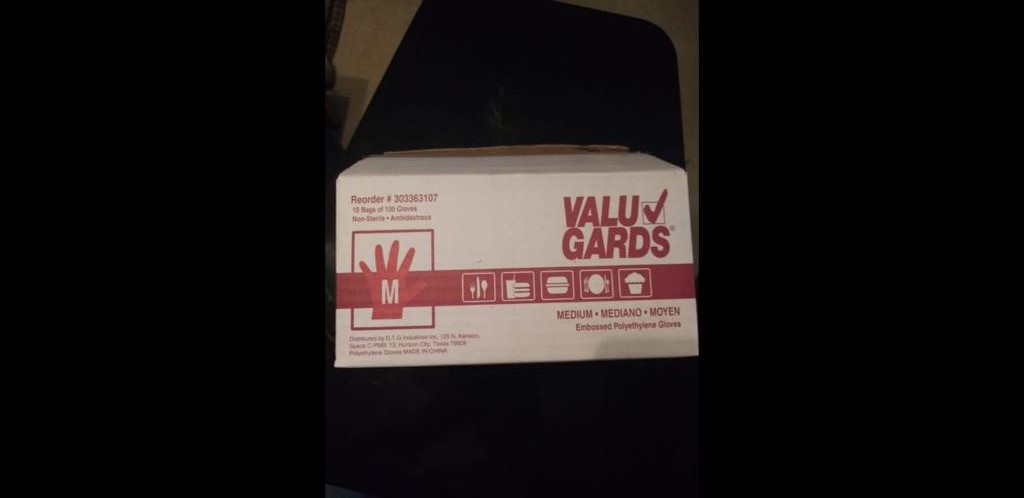 Reorder # 303363107
10 Bags of 100 Gloves
Non-Sterile • Ambidextrous
VALU
GARDS®
M
MEDIUM • MEDIANO • MOYEN
Embossed Polyethylene Gloves
Distributed by D.T.G Industries Inc, 125 N. Kenazo,
Space C PMB 13, Horizon City, Texas 79928
Polyethylene Gloves MADE IN CHINA